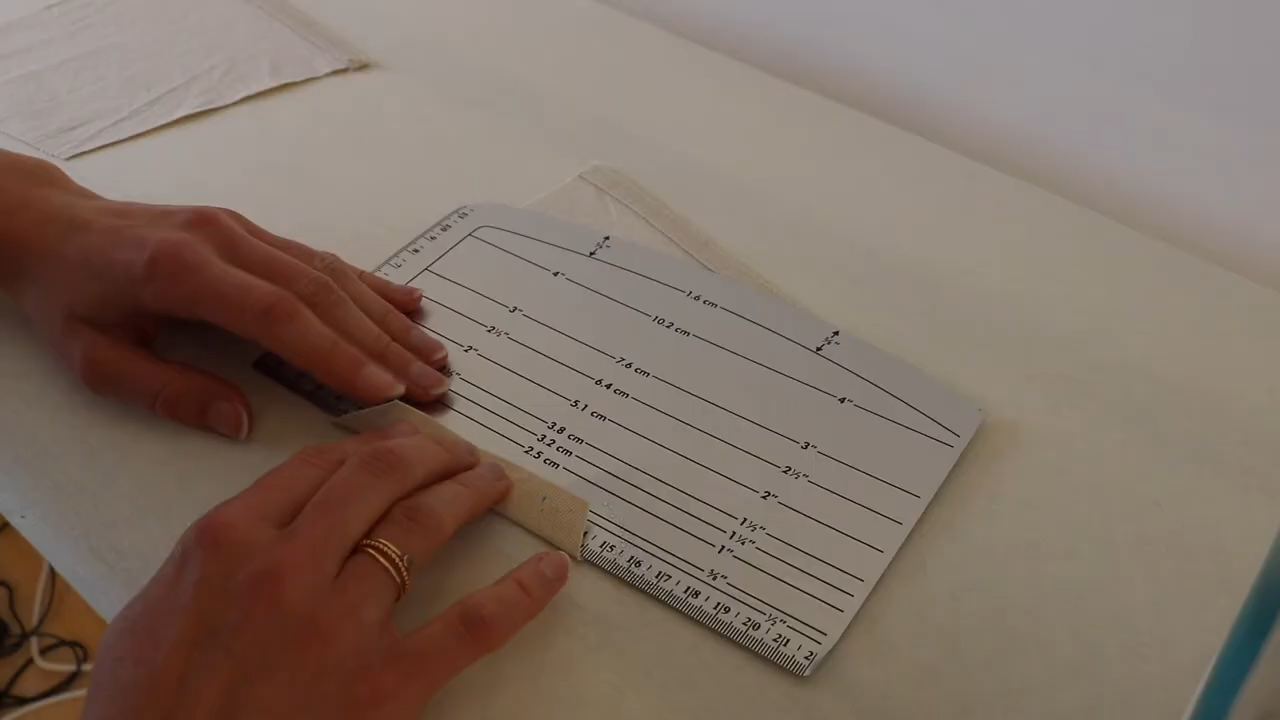 4" 10.2 cm 4"
1.6 cm
3" 7.6 cm 3"
2½" 6.4 cm 2½"
2" 5.1 cm 2"
3.8 cm 1½"
3.2 cm 1¼"
2.5 cm 1"
⅝"
½"
15 16 17 18 19 20 21